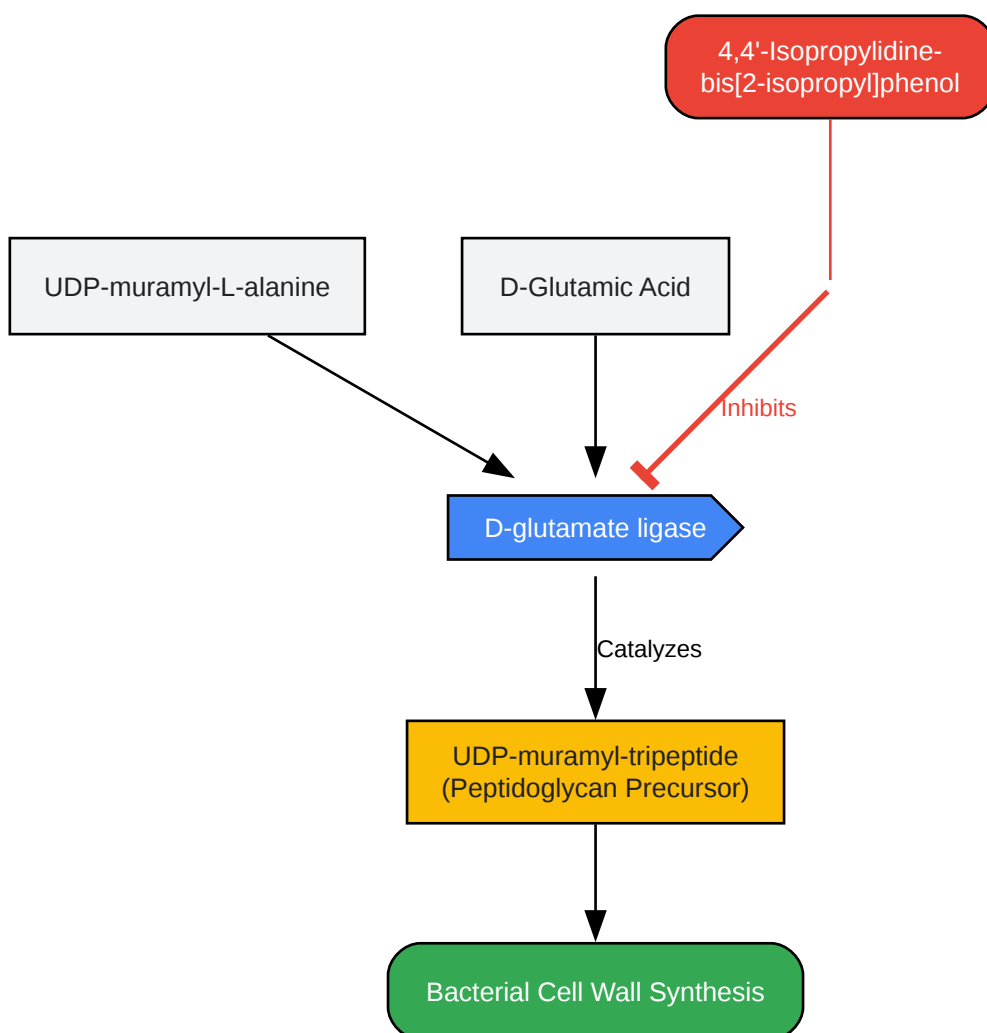 4,4'-Isopropylidine-
bis[2-isopropyl]phenol
UDP-muramyl-L-alanine
D-Glutamic Acid
Inhibits
D-glutamate ligase
Catalyzes
UDP-muramyl-tripeptide
(Peptidoglycan Precursor)
Bacterial Cell Wall Synthesis